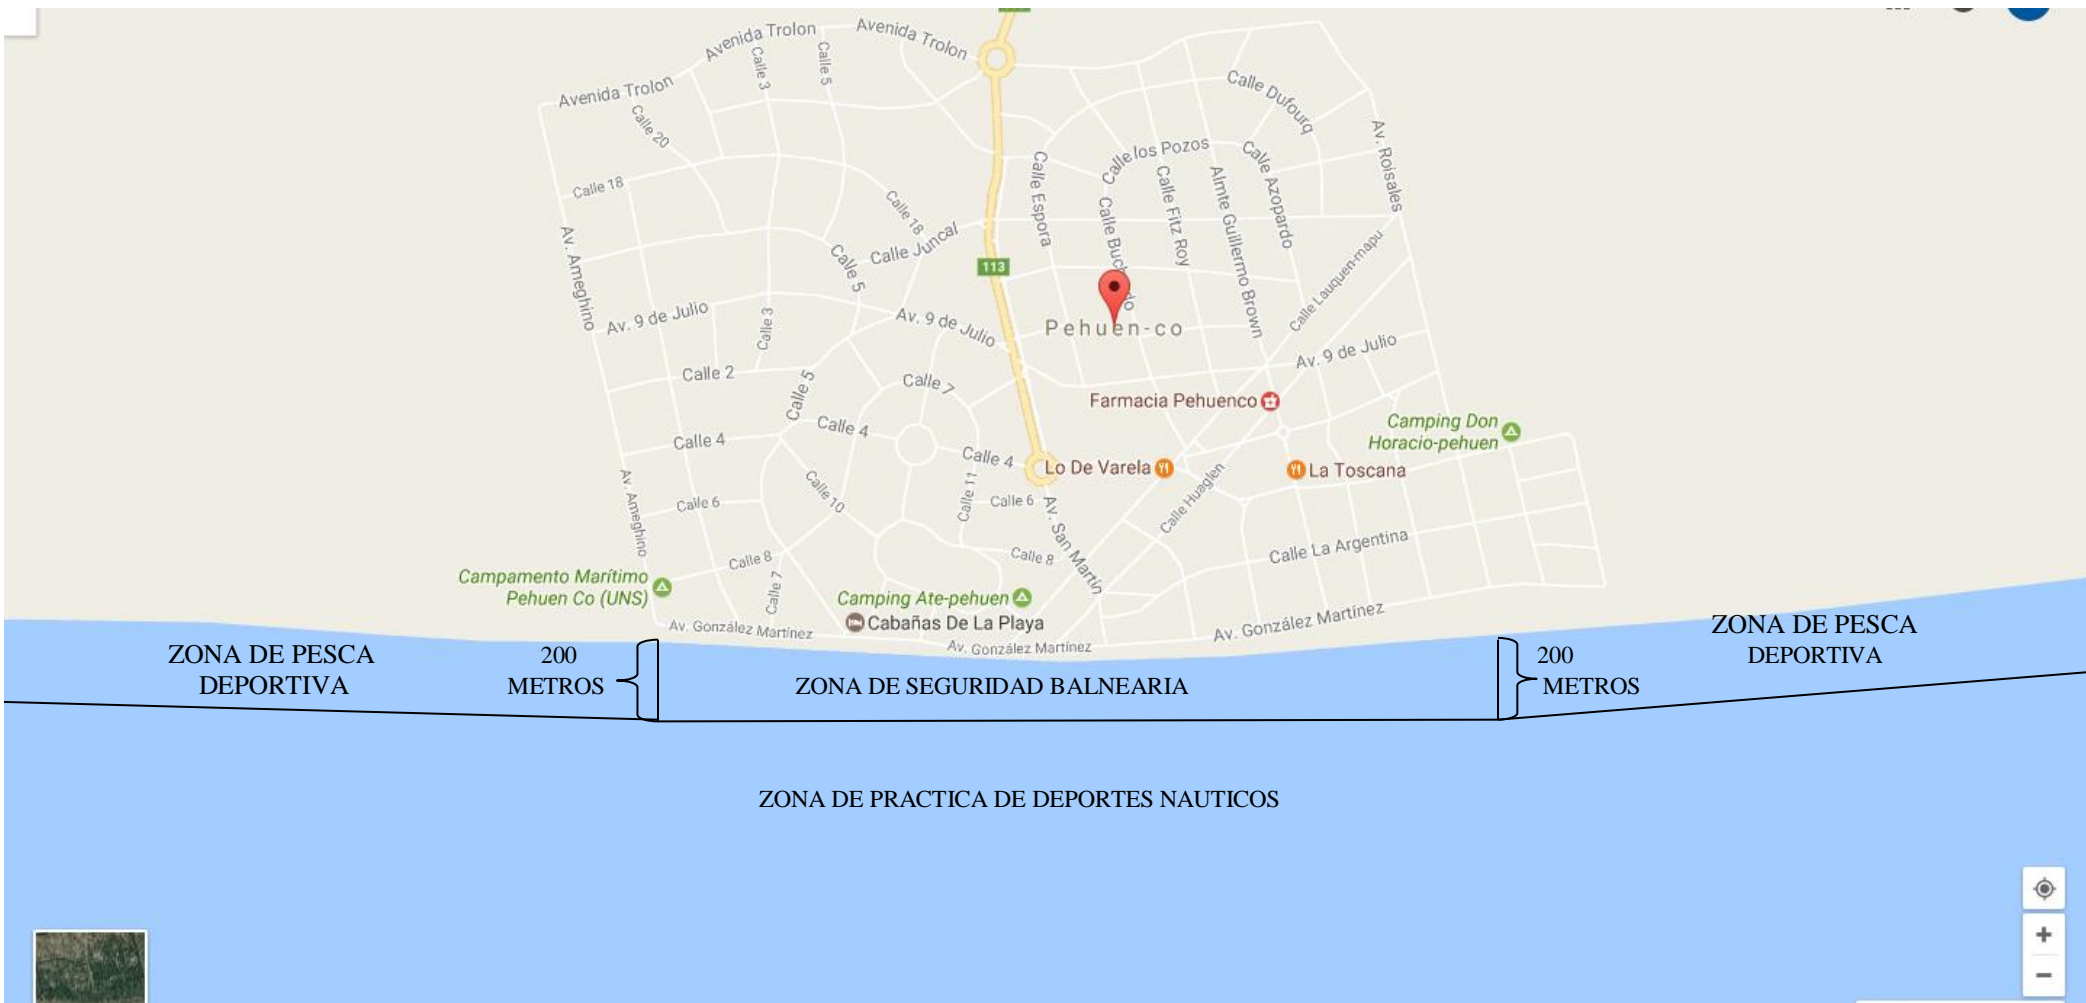 Avenida Trolon
Avenida Trolon
Avenida Trolon
Calle 3
Calle 5
Calle 20
Calle Dufourq
Av. Roisales
Calle los Pozos
Calle Azopardo
Calle 18
Calle Espora
Calle Fitz Roy
Almte Guillermo Brown
Calle 18
Calle Juncal
Calle 5
Av. Ameghino
113
Calle Buchardo
Calle Lauquen-mapu
Av. 9 de Julio
Calle 3
Av. 9 de Julio
Pehuen-co
Av. 9 de Julio
Calle 2
Calle 5
Calle 7
Farmacia Pehuenco
Camping Don
Horacio-pehuen
Calle 4
Calle 4
Calle 4
Lo De Varela
La Toscana
Av. Ameghino
Calle 6
Calle 10
Calle 11
Calle 6
Av. San Martín
Calle Huaglen
Calle 8
Calle 7
Calle 8
Calle La Argentina
Campamento Marítimo
Pehuen Co (UNS)
Camping Ate-pehuen
Cabañas De La Playa
Av. González Martínez
Av. González Martínez
Av. González Martínez
ZONA DE PESCA
DEPORTIVA
200
METROS
ZONA DE SEGURIDAD BALNEARIA
200
METROS
ZONA DE PESCA
DEPORTIVA
ZONA DE PRACTICA DE DEPORTES NAUTICOS